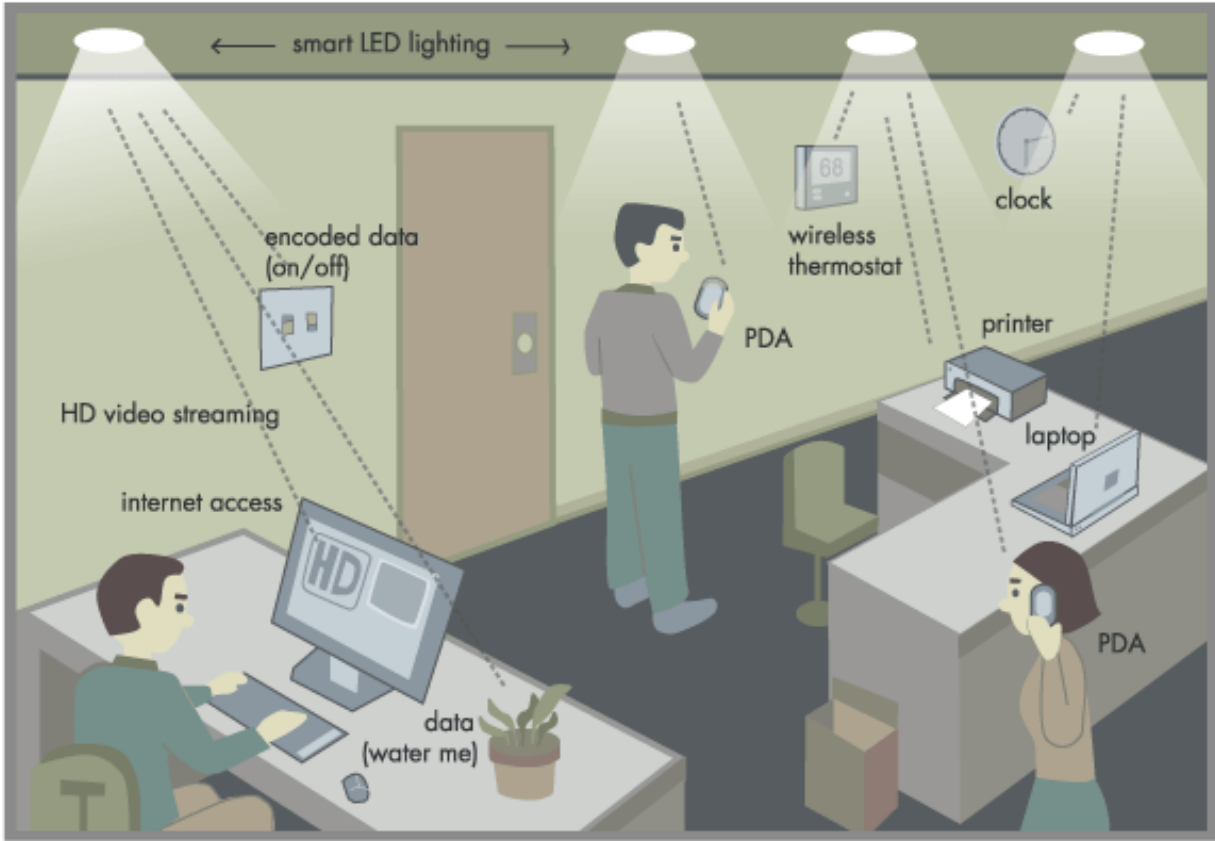 smart LED lighting
68
clock
encoded data
(on/off)
wireless
thermostat
PDA
printer
HD video streaming
laptop
internet access
HD
PDA
data
(water me)